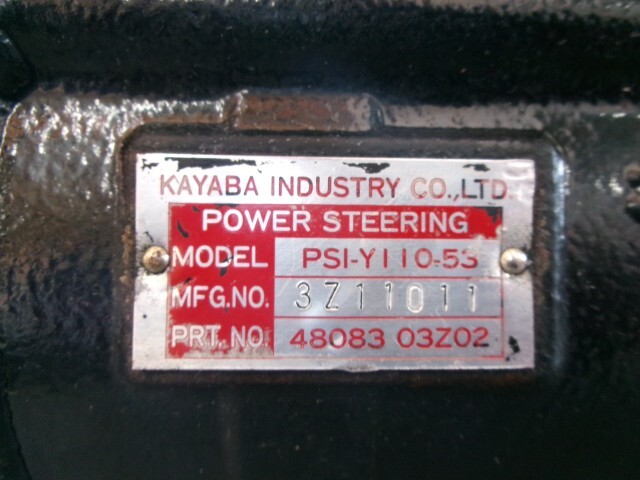 KAYABA INDUSTRY CO.,LTD.
POWER STEERING
MODEL PSI-Y110-53
MFG.NO. 3Z11011
PRT. NO. 48083 03Z02